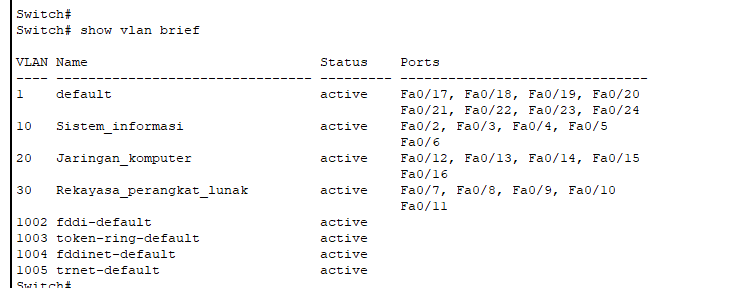 Switch#
Switch# show vlan brief
VLAN Name                             Status    Ports
---- -------------------------------- --------- -------------------------------
1    default                          active    Fa0/17, Fa0/18, Fa0/19, Fa0/20
                                                Fa0/21, Fa0/22, Fa0/23, Fa0/24
10   Sistem_informasi                 active    Fa0/2, Fa0/3, Fa0/4, Fa0/5
                                                Fa0/6
20   Jaringan_komputer                active    Fa0/12, Fa0/13, Fa0/14, Fa0/15
                                                Fa0/16
30   Rekayasa_perangkat_lunak         active    Fa0/7, Fa0/8, Fa0/9, Fa0/10
                                                Fa0/11
1002 fddi-default                     active
1003 token-ring-default               active
1004 fddinet-default                  active
1005 trnet-default                    active
Switch#